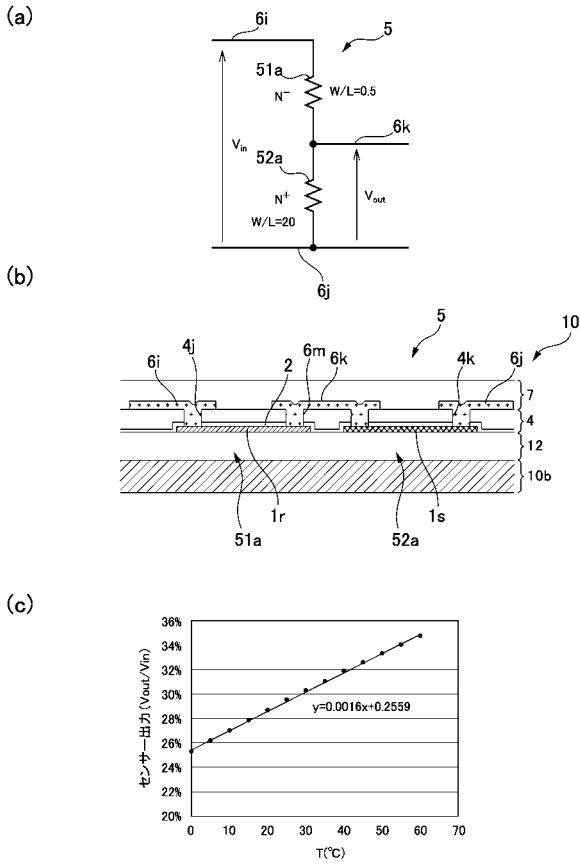 (a)
6i
5
51a
N⁻
W/L=0.5
6k
Vin
52a
N⁺
W/L=20
Vout
6j
(b)
5
10
6i
4j
2
6m
6k
4k
6j
7
4
12
10b
51a
1r
52a
1s
(c)
センサー出力(Vout/Vin)
36%
34%
32%
30%
28%
26%
24%
22%
20%
y=0.0016x+0.2559
0 10 20 30 40 50 60 70
T(℃)